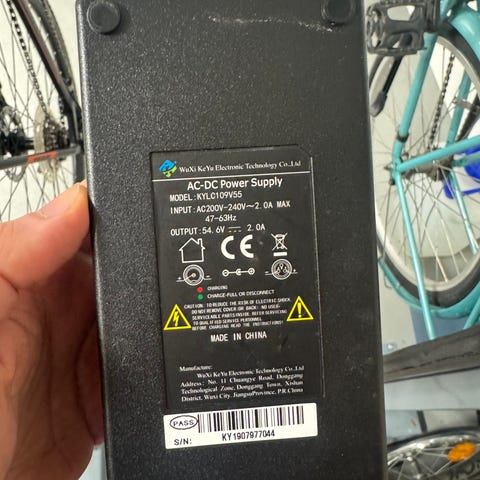 WuXi KeYu Electronic Technology Co.,Ltd
AC-DC Power Supply
MODEL: KYLC109V55
INPUT: AC200V-240V～2.0A MAX
47-63Hz
OUTPUT: 54.6V ⎓ 2.0A
CE
CHARGING
CHARGE-FULL OR DISCONNECT
CAUTION: TO REDUCE THE RISK OF ELECTRIC SHOCK,
DO NOT REMOVE COVER OR BACK: NO USER-
SERVICEABLE PARTS INSIDE. REFER SERVICING
TO QUALIFIED SERVICE PERSONNEL
BEFORE CHARGING READ THE INSTRUCTIONS!
MADE IN CHINA
Manufacture:
WuXi KeYu Electronic Technology Co.,Ltd
Address: No. 11 Chuangye Road, Donggang
Technological Zone, Donggang Town, Xishan
District, Wuxi City, JiangsuProvince, P.R China
PASS
S/N:
KY1907977044